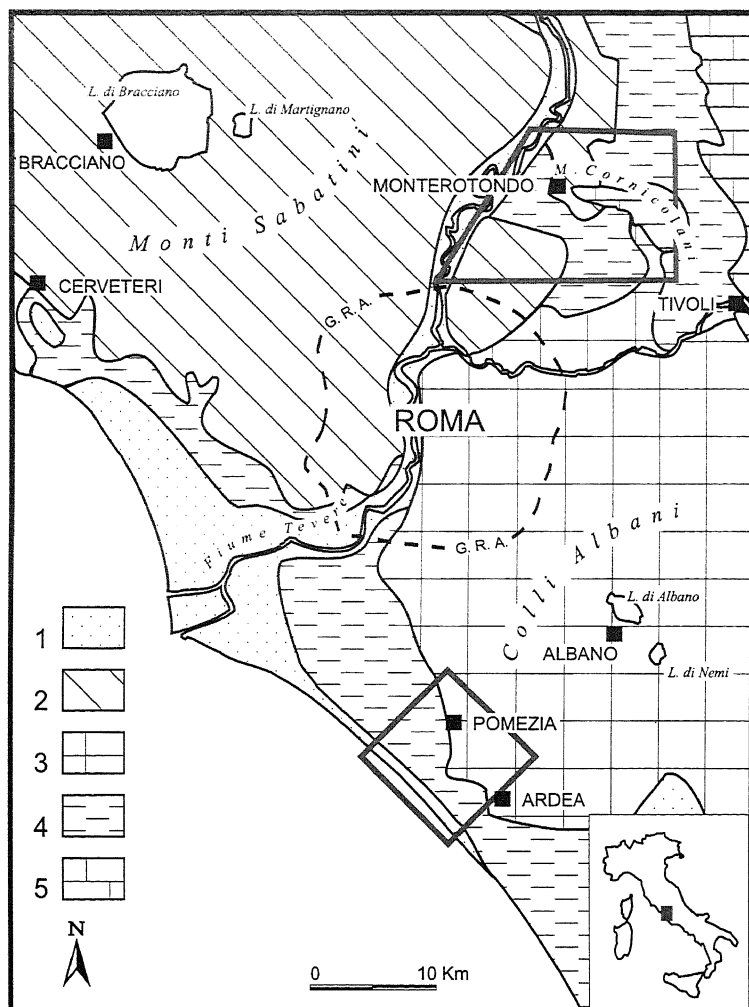 L. di Bracciano
L. di Martignano
BRACCIANO
MONTEROTONDO
M. Cornicolani
Monti Sabatini
CERVETERI
TIVOLI
G.R.A.
ROMA
Fiume Tevere
G.R.A.
Colli Albani
L. di Albano
ALBANO
L. di Nemi
1
2
3
4
5
POMEZIA
ARDEA
N
0 10 Km